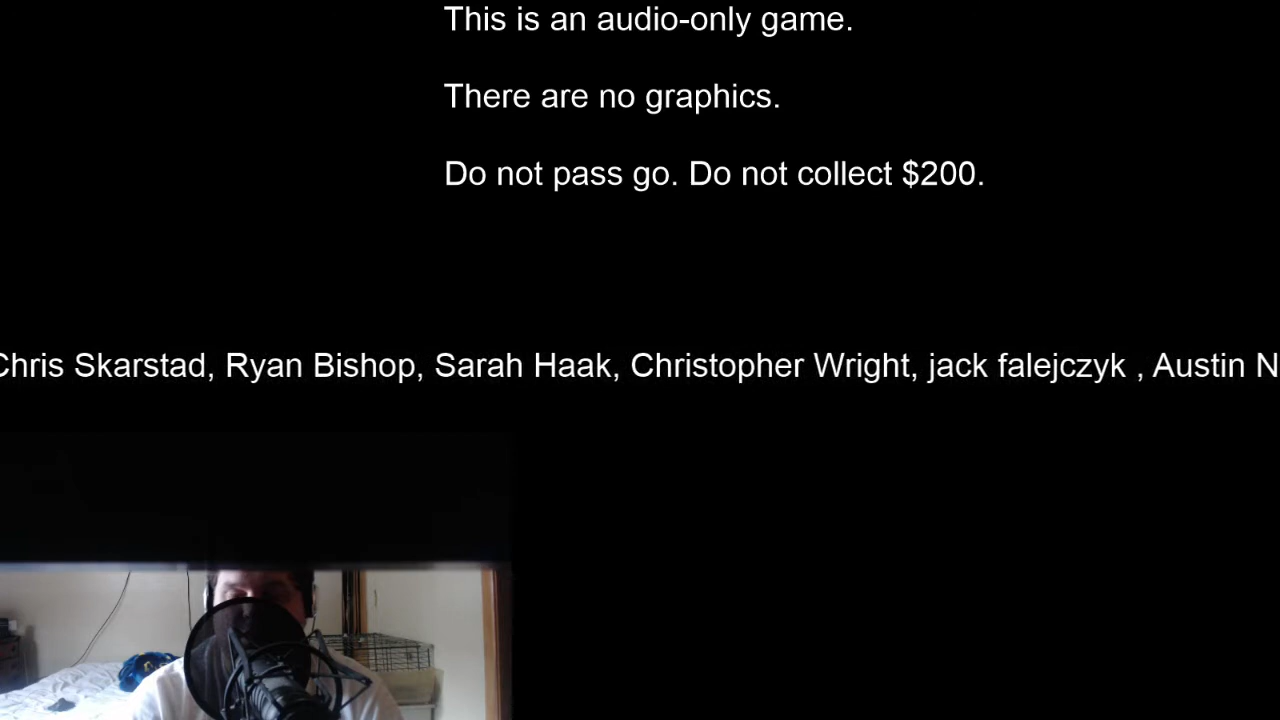 This is an audio-only game.
There are no graphics.
Do not pass go. Do not collect $200.
Chris Skarstad, Ryan Bishop, Sarah Haak, Christopher Wright, jack falejczyk , Austin N